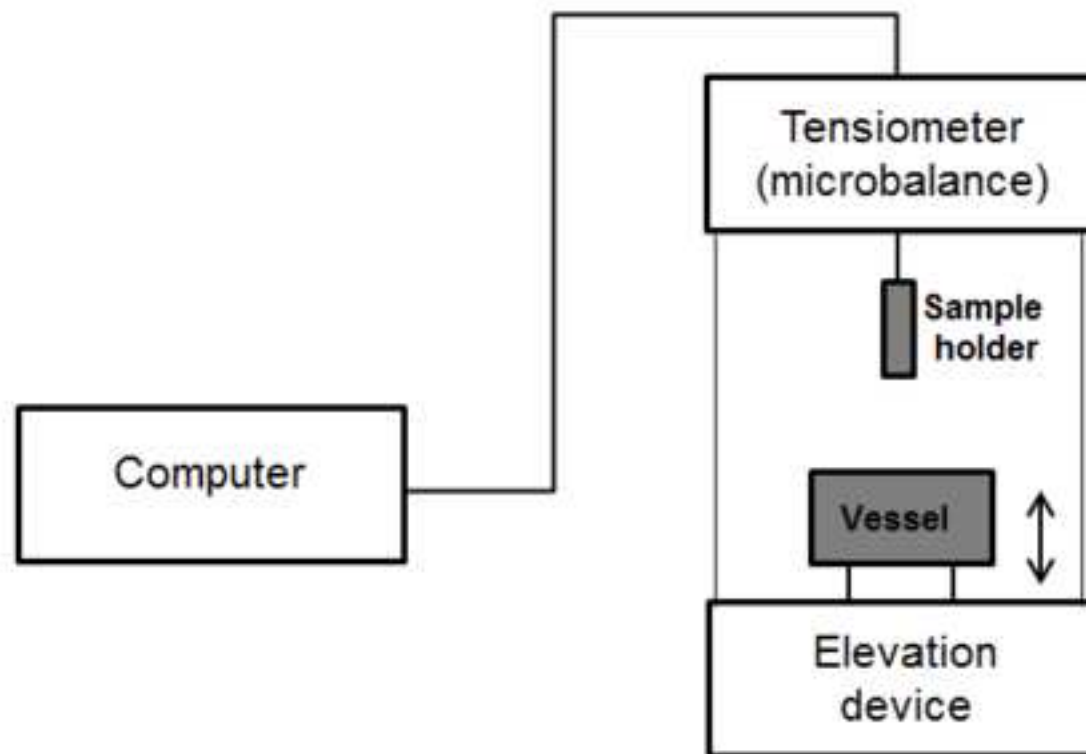 Tensiometer
(microbalance)
Sample
holder
Computer
Vessel
Elevation
device